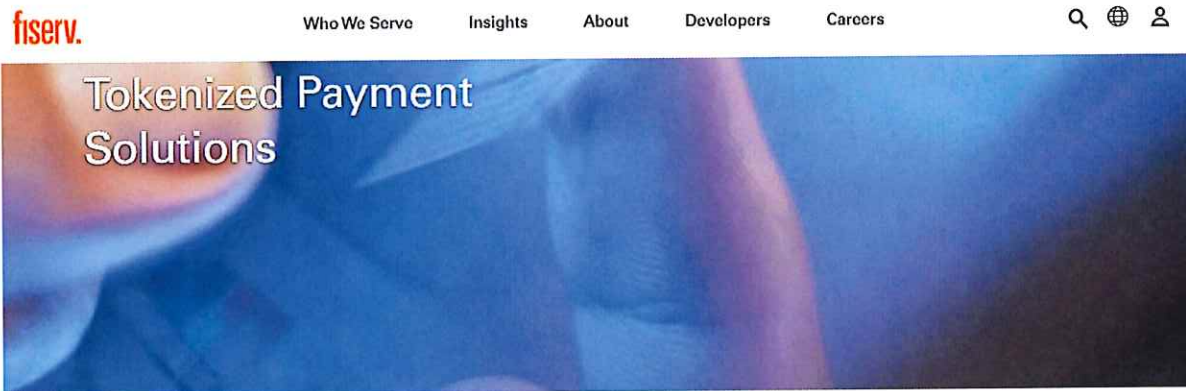 fiserv.
Who We Serve Insights About Developers Careers
Tokenized Payment
Solutions